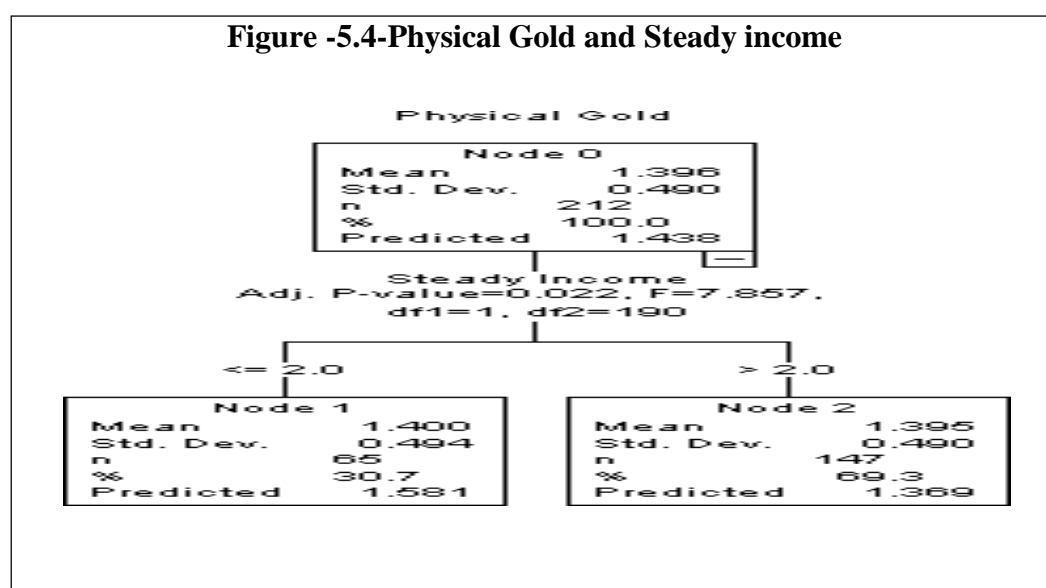 Figure -5.4-Physical Gold and Steady income
Physical Gold
Node 0
Mean 1.396
Std. Dev. 0.490
n 212
% 100.0
Predicted 1.438
Steady Income
Adj. P-value=0.022, F=7.857,
df1=1, df2=190
<= 2.0
> 2.0
Node 1
Mean 1.400
Std. Dev. 0.494
n 65
% 30.7
Predicted 1.581
Node 2
Mean 1.395
Std. Dev. 0.490
n 147
% 69.3
Predicted 1.369